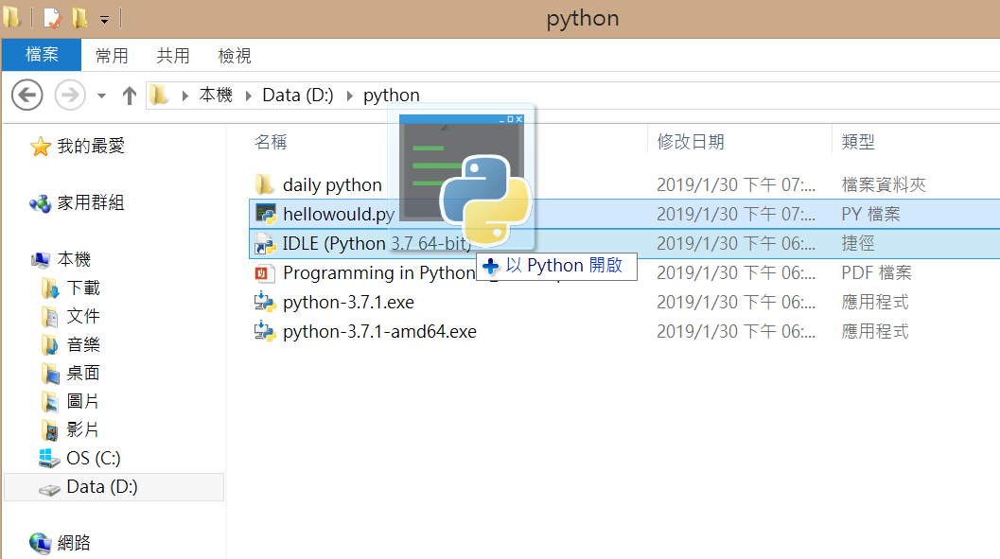 python
檔案 常用 共用 檢視
本機 Data (D:) python
名稱 修改日期 類型
我的最愛
家用群組
本機
下載
文件
音樂
桌面
圖片
影片
OS (C:)
Data (D:)
網路
daily python 2019/1/30 下午 07:... 檔案資料夾
hellowould.py 2019/1/30 下午 07:... PY 檔案
IDLE (Python 3.7 64-bit) 2019/1/30 下午 06:... 捷徑
以 Python 開啟
Programming in Python 2019/1/30 下午 06:... PDF 檔案
python-3.7.1.exe 2019/1/30 下午 06:... 應用程式
python-3.7.1-amd64.exe 2019/1/30 下午 06:... 應用程式